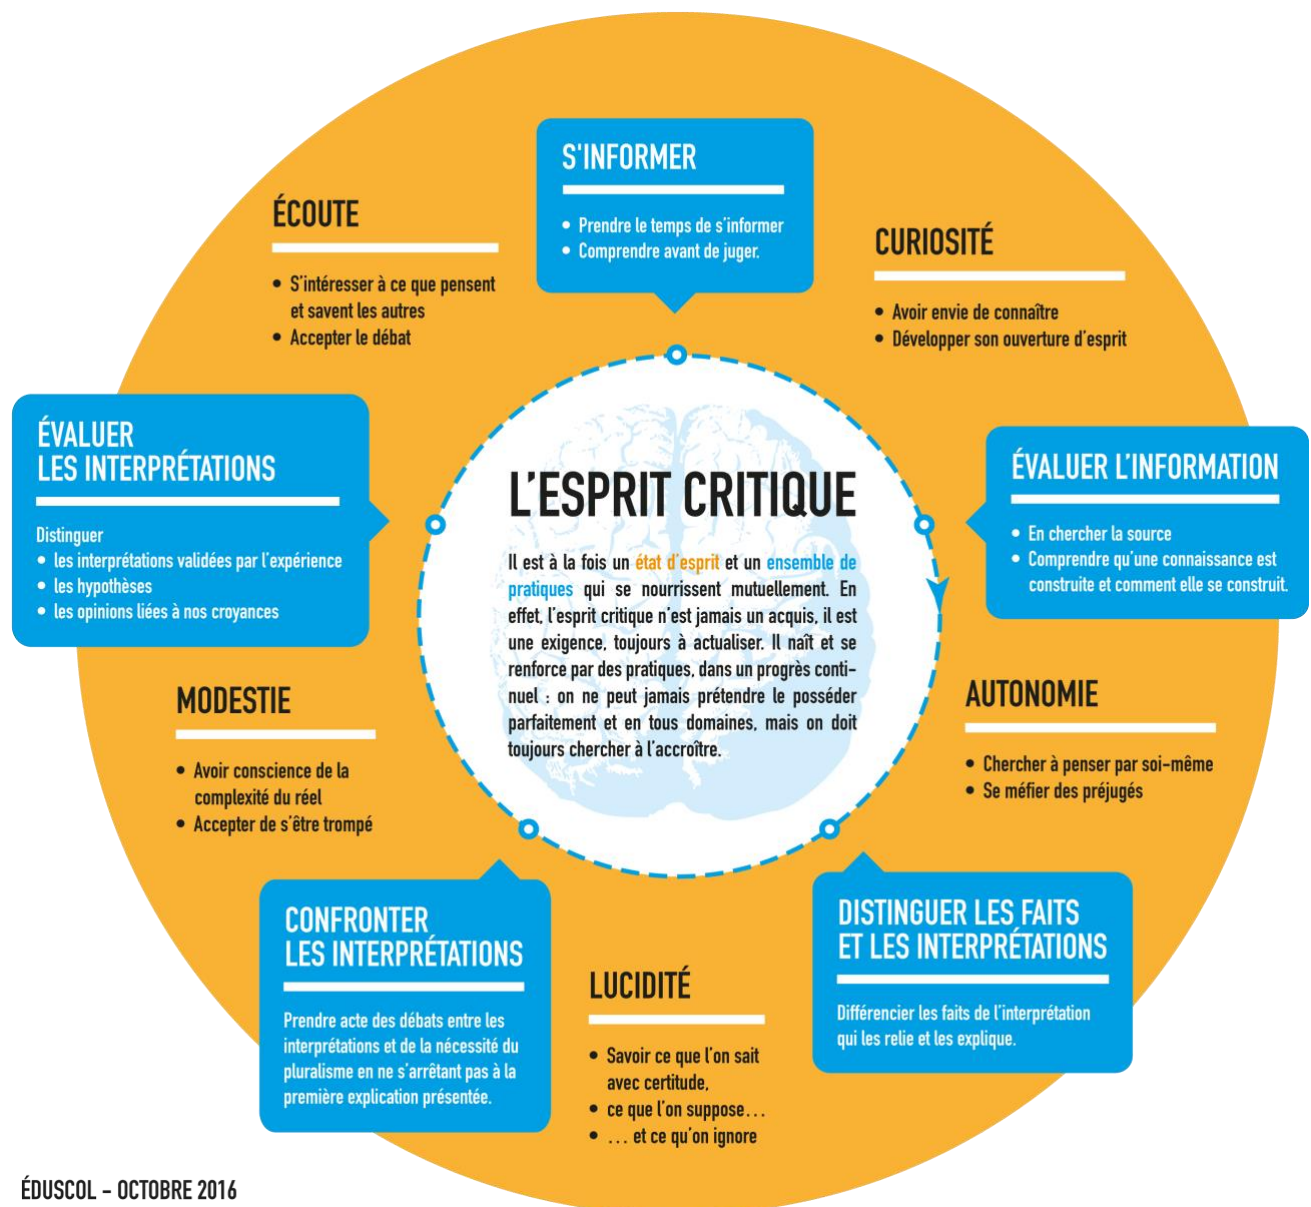 S'INFORMER
• Prendre le temps de s'informer
• Comprendre avant de juger.
ÉCOUTE
• S'intéresser à ce que pensent
et savent les autres
• Accepter le débat
CURIOSITÉ
• Avoir envie de connaître
• Développer son ouverture d'esprit
ÉVALUER
LES INTERPRÉTATIONS
Distinguer
• les interprétations validées par l'expérience
• les hypothèses
• les opinions liées à nos croyances
L'ESPRIT CRITIQUE
Il est à la fois un état d'esprit et un ensemble de
pratiques qui se nourrissent mutuellement. En
effet, l'esprit critique n'est jamais un acquis, il est
une exigence, toujours à actualiser. Il naît et se
renforce par des pratiques, dans un progrès conti-
nuel : on ne peut jamais prétendre le posséder
parfaitement et en tous domaines, mais on doit
toujours chercher à l'accroître.
ÉVALUER L'INFORMATION
• En chercher la source
• Comprendre qu'une connaissance est
construite et comment elle se construit.
MODESTIE
• Avoir conscience de la
complexité du réel
• Accepter de s'être trompé
AUTONOMIE
• Chercher à penser par soi-même
• Se méfier des préjugés
CONFRONTER
LES INTERPRÉTATIONS
Prendre acte des débats entre les
interprétations et de la nécessité du
pluralisme en ne s'arrêtant pas à la
première explication présentée.
LUCIDITÉ
• Savoir ce que l'on sait
avec certitude,
• ce que l'on suppose...
• ... et ce qu'on ignore
DISTINGUER LES FAITS
ET LES INTERPRÉTATIONS
Différencier les faits de l'interprétation
qui les relie et les explique.
ÉDUSCOL - OCTOBRE 2016